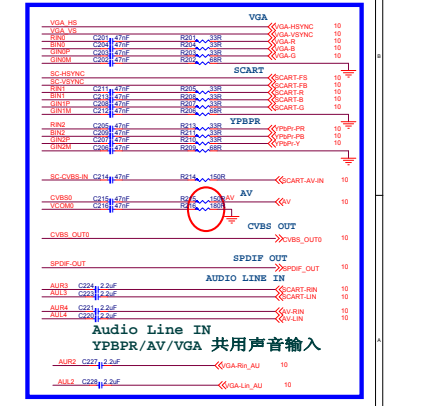 VGA
VGA_HS VGA-HSYNC 10
VGA_VS VGA-VSYNC 10
RIN0 C201 47nF R201 33R VGA-R 10
BIN0 C203 47nF R203 33R VGA-B 10
GIN0P 47nF 33R VGA-G 10
GIN0M C202 47nF R202 68R
SCART
SC-HSYNC SCART-FS 10
SC-VSYNC SCART-FB 10
RIN1 C211 47nF R205 33R SCART-R 10
BIN1 C213 47nF R208 33R SCART-B 10
GIN1P 47nF R207 33R SCART-G 10
GIN1M C212 47nF R206 68R
YPBPR
RIN2 C205 47nF R213 33R YPbPr-PR 10
BIN2 47nF R211 33R YPbPr-PB 10
GIN2P C207 47nF R210 33R YPbPr-Y 10
GIN2M C206 47nF R209 68R
SC-CVBS-IN C214 47nF R214 150R SCART-AV-IN 10
AV
CVBS0 C215 47nF 150R AV AV 10
VCOM0 C216 47nF 180R
CVBS OUT
CVBS_OUT0 CVBS_OUT0 10
SPDIF OUT
SPDIF-OUT SPDIF_OUT 10
AUDIO LINE IN
AUR3 C224 2.2uF SCART-RIN 10
AUL3 C223 2.2uF SCART-LIN 10
AUR4 C221 2.2uF AV-RIN 10
AUL4 C220 2.2uF AV-LIN 10
Audio Line IN
YPBPR/AV/VGA 共用声音输入
AUR2 C227 2.2uF VGA-Rin_AU 10
AUL2 C228 2.2uF VGA-Lin_AU 10
B
A